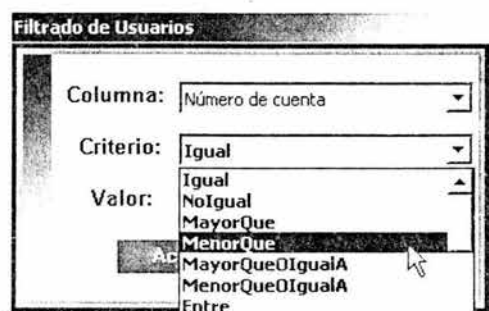 Filtrado de Usuarios
Columna: Número de cuenta
Criterio: Igual
Igual
Valor: NoIgual
MayorQue
MenorQue
MayorQueOIgualA
MenorQueOIgualA
Entre